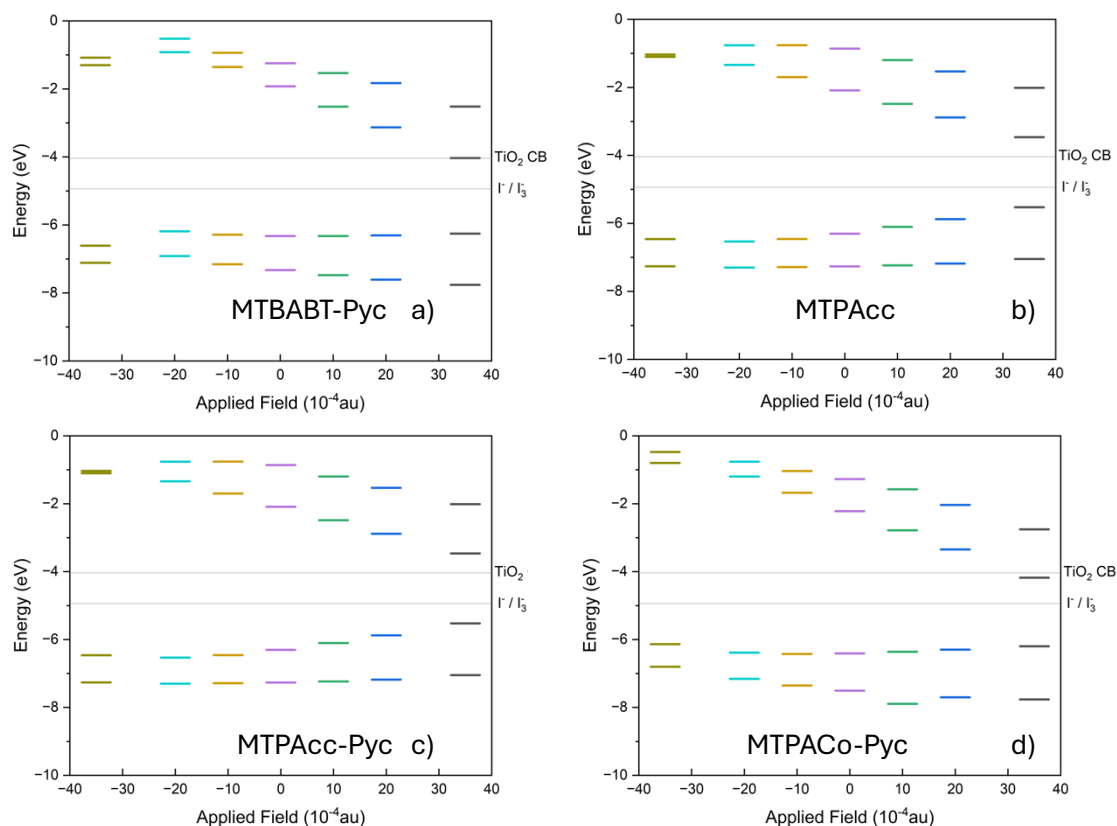 0
−2
−4
−6
−8
−10
Energy (eV)
TiO₂ CB
I⁻ / I₃⁻
MTBABT-Pyc a)
−40 −30 −20 −10 0 10 20 30 40
Applied Field (10⁻⁴au)
0
−2
−4
−6
−8
−10
Energy (eV)
TiO₂ CB
I⁻ / I₃⁻
MTPAcc b)
−40 −30 −20 −10 0 10 20 30 40
Applied Field (10⁻⁴au)
0
−2
−4
−6
−8
−10
Energy (eV)
TiO₂
I⁻ / I₃⁻
MTPAcc-Pyc c)
−40 −30 −20 −10 0 10 20 30 40
Applied Field (10⁻⁴au)
0
−2
−4
−6
−8
−10
Energy (eV)
TiO₂ CB
I⁻ / I₃⁻
MTPACo-Pyc d)
−40 −30 −20 −10 0 10 20 30 40
Applied Field (10⁻⁴au)